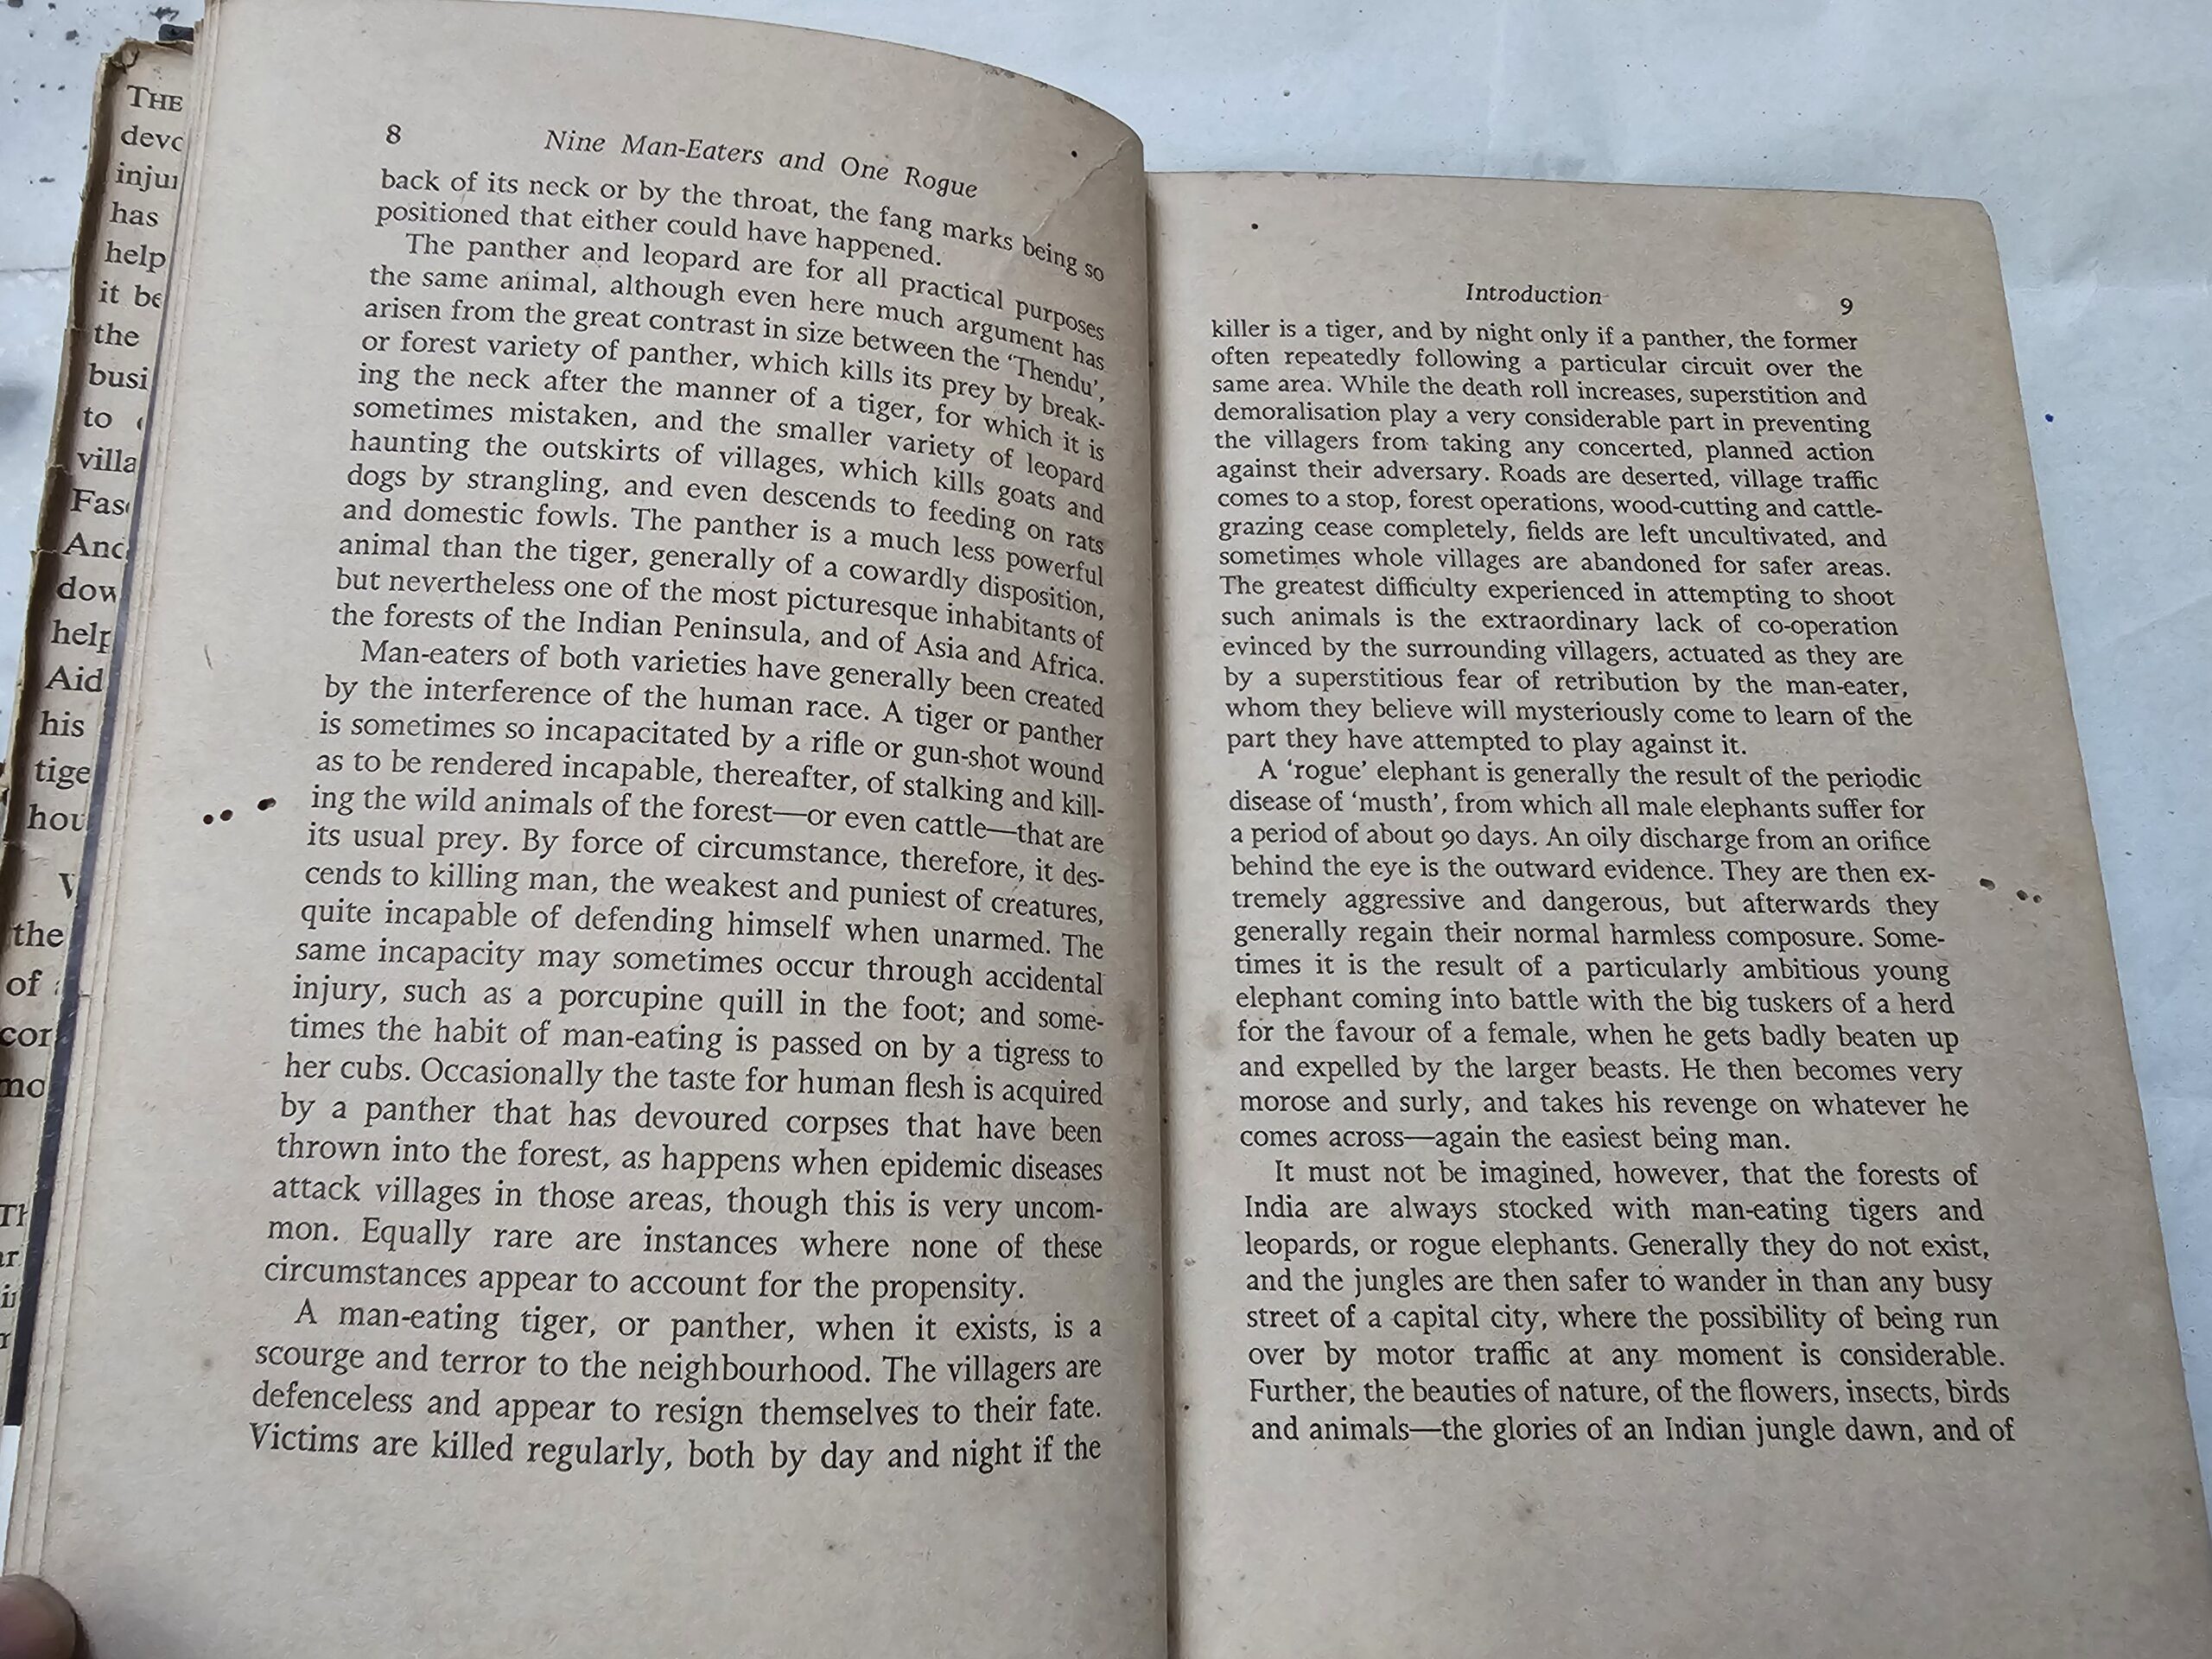 THE
devo
injur
has
help
it be
the
busi
to
villa
Fas
And
dow
help
Aid
his
tige
hou
the
of
cor
mo
8 Nine Man-Eaters and One Rogue
back of its neck or by the throat, the fang marks being so
positioned that either could have happened.
The panther and leopard are for all practical purposes
the same animal, although even here much argument has
arisen from the great contrast in size between the ‘Thendu’,
or forest variety of panther, which kills its prey by break-
ing the neck after the manner of a tiger, for which it is
sometimes mistaken, and the smaller variety of leopard
haunting the outskirts of villages, which kills goats and
dogs by strangling, and even descends to feeding on rats
and domestic fowls. The panther is a much less powerful
animal than the tiger, generally of a cowardly disposition,
but nevertheless one of the most picturesque inhabitants of
the forests of the Indian Peninsula, and of Asia and Africa.
Man-eaters of both varieties have generally been created
by the interference of the human race. A tiger or panther
is sometimes so incapacitated by a rifle or gun-shot wound
as to be rendered incapable, thereafter, of stalking and kill-
ing the wild animals of the forest—or even cattle—that are
its usual prey. By force of circumstance, therefore, it des-
cends to killing man, the weakest and puniest of creatures,
quite incapable of defending himself when unarmed. The
same incapacity may sometimes occur through accidental
injury, such as a porcupine quill in the foot; and some-
times the habit of man-eating is passed on by a tigress to
her cubs. Occasionally the taste for human flesh is acquired
by a panther that has devoured corpses that have been
thrown into the forest, as happens when epidemic diseases
attack villages in those areas, though this is very uncom-
mon. Equally rare are instances where none of these
circumstances appear to account for the propensity.
A man-eating tiger, or panther, when it exists, is a
scourge and terror to the neighbourhood. The villagers are
defenceless and appear to resign themselves to their fate.
Victims are killed regularly, both by day and night if the
Introduction 9
killer is a tiger, and by night only if a panther, the former
often repeatedly following a particular circuit over the
same area. While the death roll increases, superstition and
demoralisation play a very considerable part in preventing
the villagers from taking any concerted, planned action
against their adversary. Roads are deserted, village traffic
comes to a stop, forest operations, wood-cutting and cattle-
grazing cease completely, fields are left uncultivated, and
sometimes whole villages are abandoned for safer areas.
The greatest difficulty experienced in attempting to shoot
such animals is the extraordinary lack of co-operation
evinced by the surrounding villagers, actuated as they are
by a superstitious fear of retribution by the man-eater,
whom they believe will mysteriously come to learn of the
part they have attempted to play against it.
A ‘rogue’ elephant is generally the result of the periodic
disease of ‘musth’, from which all male elephants suffer for
a period of about 90 days. An oily discharge from an orifice
behind the eye is the outward evidence. They are then ex-
tremely aggressive and dangerous, but afterwards they
generally regain their normal harmless composure. Some-
times it is the result of a particularly ambitious young
elephant coming into battle with the big tuskers of a herd
for the favour of a female, when he gets badly beaten up
and expelled by the larger beasts. He then becomes very
morose and surly, and takes his revenge on whatever he
comes across—again the easiest being man.
It must not be imagined, however, that the forests of
India are always stocked with man-eating tigers and
leopards, or rogue elephants. Generally they do not exist,
and the jungles are then safer to wander in than any busy
street of a capital city, where the possibility of being run
over by motor traffic at any moment is considerable.
Further, the beauties of nature, of the flowers, insects, birds
and animals—the glories of an Indian jungle dawn, and of